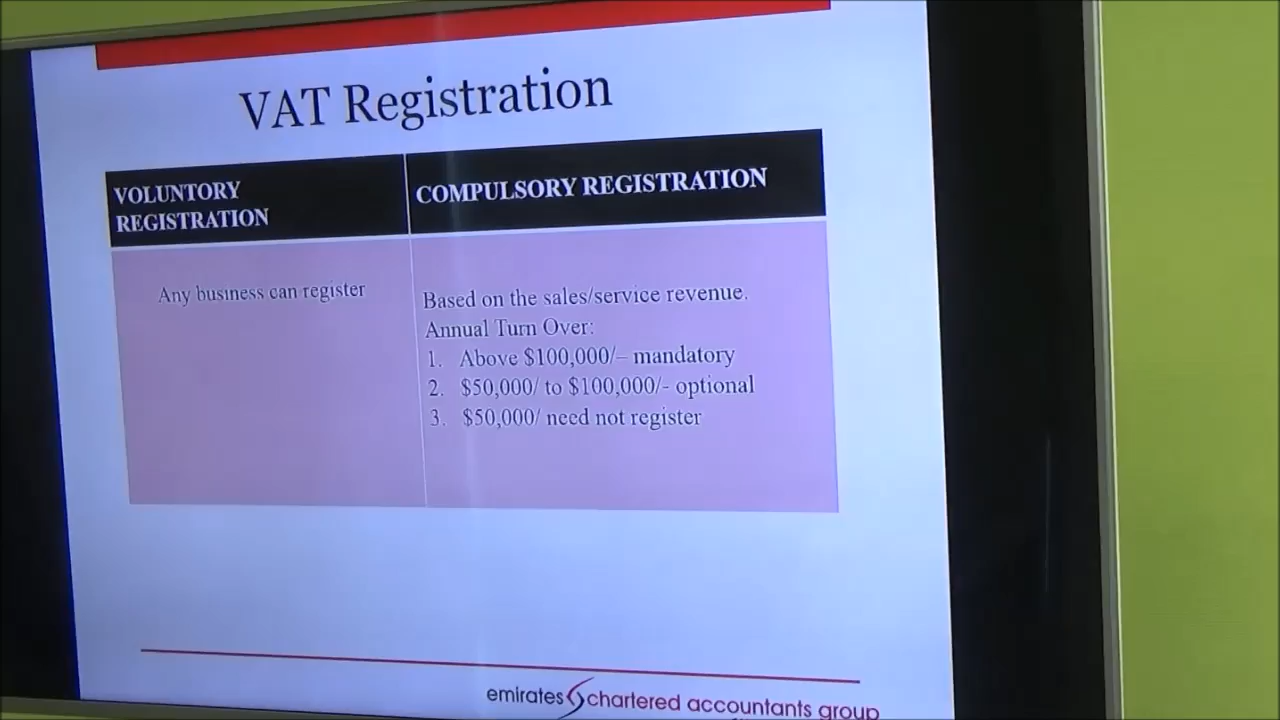 VAT Registration
VOLUNTORY
REGISTRATION
COMPULSORY REGISTRATION
Any business can register
Based on the sales/service revenue.
Annual Turn Over:
1. Above $100,000/– mandatory
2. $50,000/ to $100,000/- optional
3. $50,000/ need not register
emirates chartered accountants group